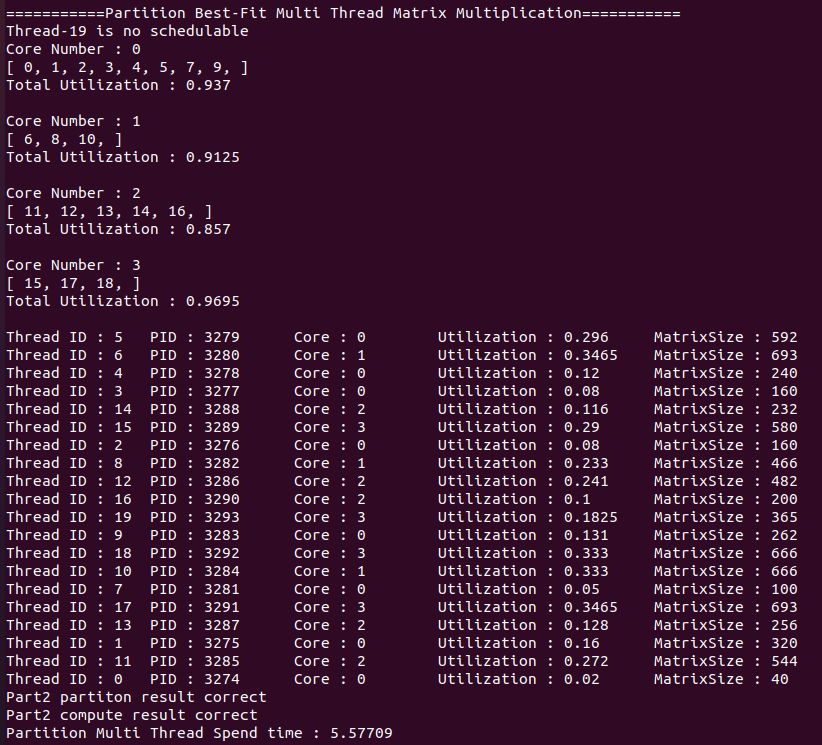 ===========Partition Best-Fit Multi Thread Matrix Multiplication===========
Thread-19 is no schedulable
Core Number : 0
[ 0, 1, 2, 3, 4, 5, 7, 9, ]
Total Utilization : 0.937
Core Number : 1
[ 6, 8, 10, ]
Total Utilization : 0.9125
Core Number : 2
[ 11, 12, 13, 14, 16, ]
Total Utilization : 0.857
Core Number : 3
[ 15, 17, 18, ]
Total Utilization : 0.9695
Thread ID : 5 PID : 3279 Core : 0 Utilization : 0.296 MatrixSize : 592
Thread ID : 6 PID : 3280 Core : 1 Utilization : 0.3465 MatrixSize : 693
Thread ID : 4 PID : 3278 Core : 0 Utilization : 0.12 MatrixSize : 240
Thread ID : 3 PID : 3277 Core : 0 Utilization : 0.08 MatrixSize : 160
Thread ID : 14 PID : 3288 Core : 2 Utilization : 0.116 MatrixSize : 232
Thread ID : 15 PID : 3289 Core : 3 Utilization : 0.29 MatrixSize : 580
Thread ID : 2 PID : 3276 Core : 0 Utilization : 0.08 MatrixSize : 160
Thread ID : 8 PID : 3282 Core : 1 Utilization : 0.233 MatrixSize : 466
Thread ID : 12 PID : 3286 Core : 2 Utilization : 0.241 MatrixSize : 482
Thread ID : 16 PID : 3290 Core : 2 Utilization : 0.1 MatrixSize : 200
Thread ID : 19 PID : 3293 Core : 3 Utilization : 0.1825 MatrixSize : 365
Thread ID : 9 PID : 3283 Core : 0 Utilization : 0.131 MatrixSize : 262
Thread ID : 18 PID : 3292 Core : 3 Utilization : 0.333 MatrixSize : 666
Thread ID : 10 PID : 3284 Core : 1 Utilization : 0.333 MatrixSize : 666
Thread ID : 7 PID : 3281 Core : 0 Utilization : 0.05 MatrixSize : 100
Thread ID : 17 PID : 3291 Core : 3 Utilization : 0.3465 MatrixSize : 693
Thread ID : 13 PID : 3287 Core : 2 Utilization : 0.128 MatrixSize : 256
Thread ID : 1 PID : 3275 Core : 0 Utilization : 0.16 MatrixSize : 320
Thread ID : 11 PID : 3285 Core : 2 Utilization : 0.272 MatrixSize : 544
Thread ID : 0 PID : 3274 Core : 0 Utilization : 0.02 MatrixSize : 40
Part2 partiton result correct
Part2 compute result correct
Partition Multi Thread Spend time : 5.57709